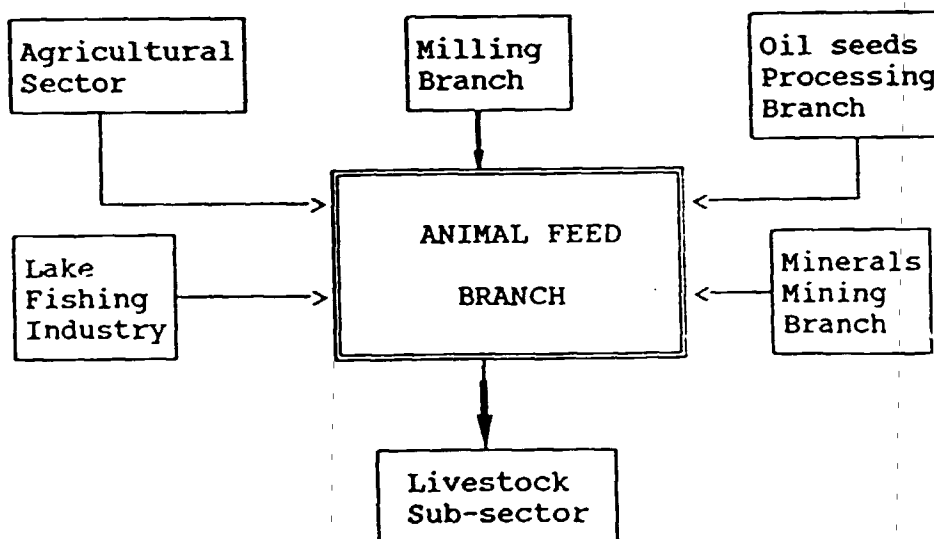 Agricultural
Sector
Milling
Branch
Oil seeds
Processing
Branch
ANIMAL FEED
BRANCH
Lake
Fishing
Industry
Minerals
Mining
Branch
Livestock
Sub-sector